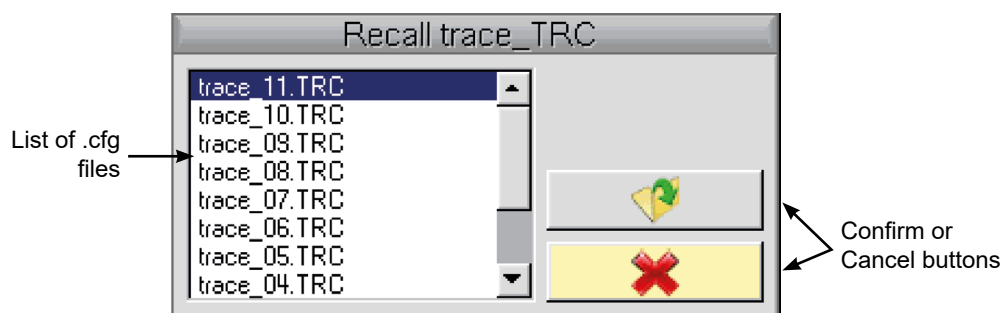 Recall trace_TRC
trace_11.TRC
trace_10.TRC
trace_09.TRC
trace_08.TRC
trace_07.TRC
trace_06.TRC
trace_05.TRC
trace_04.TRC
List of .cfg
files
Confirm or
Cancel buttons